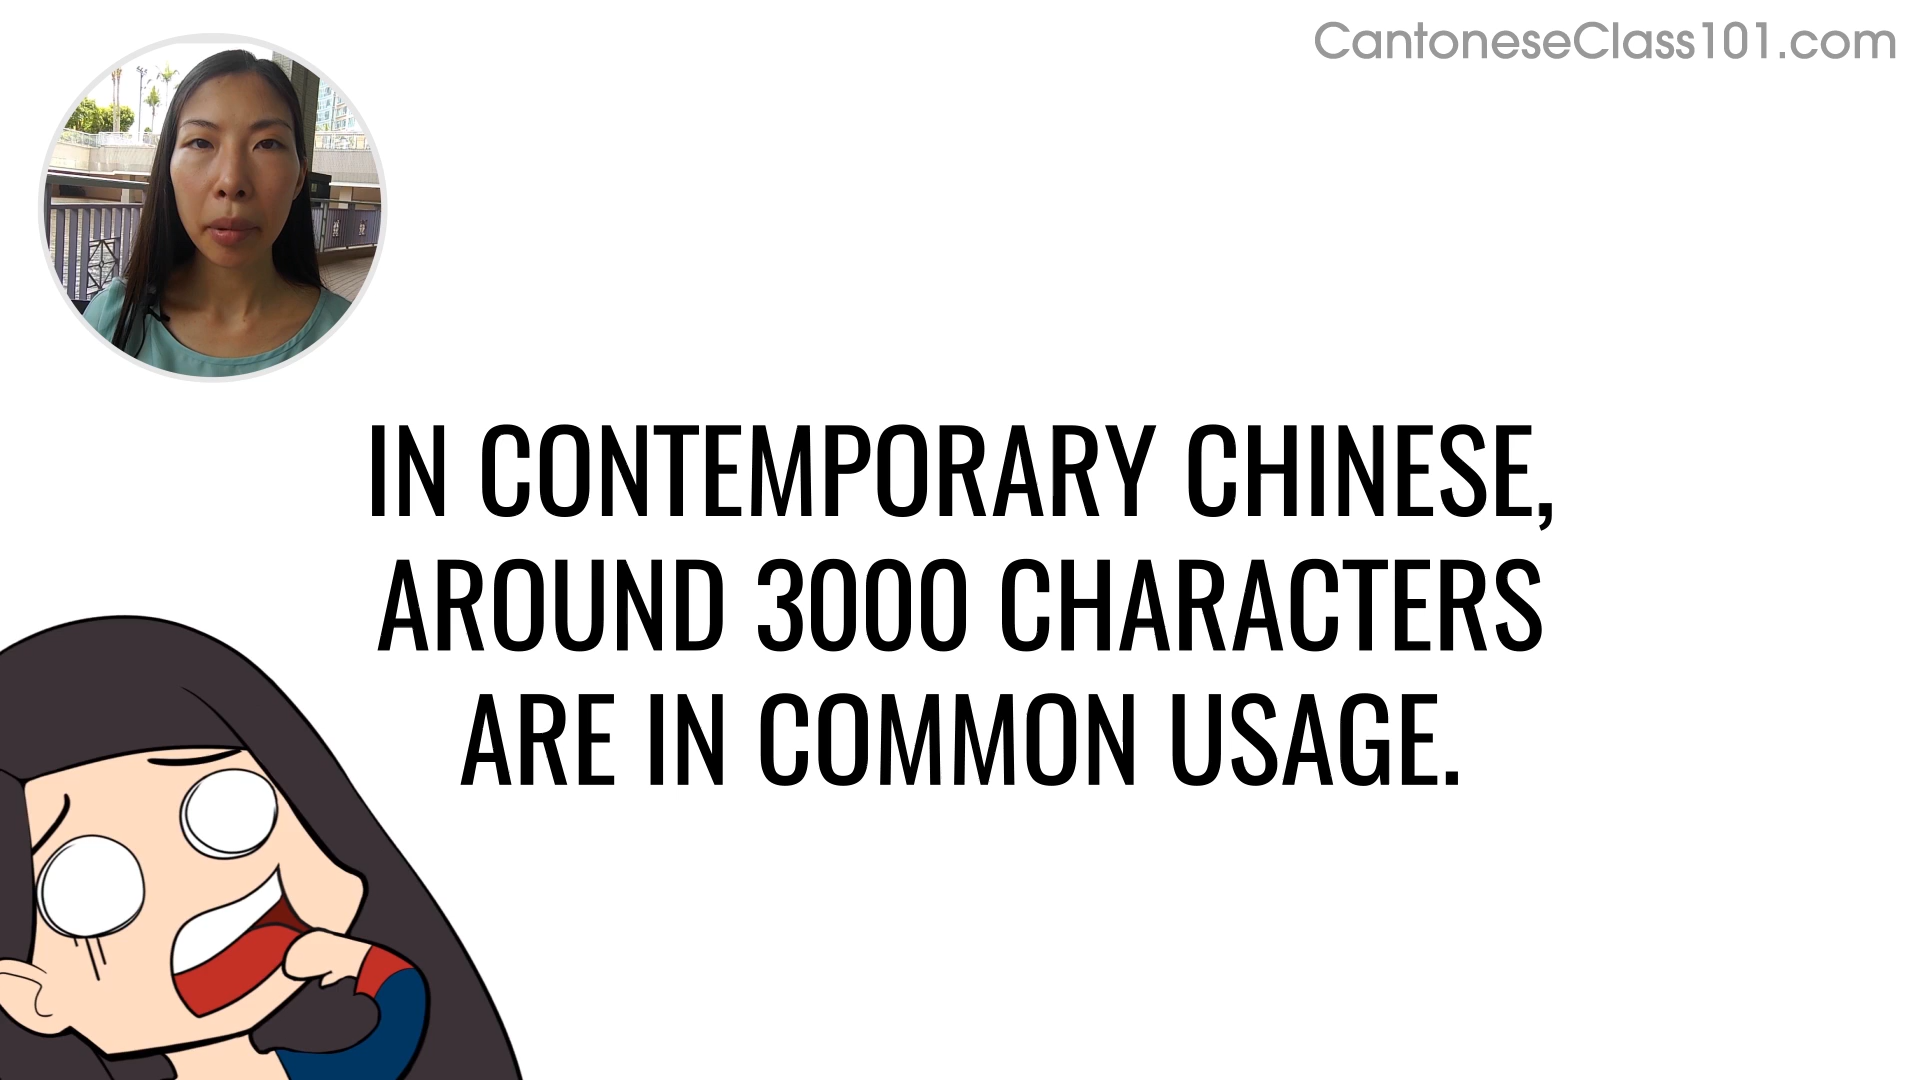 CantoneseClass101.com
IN CONTEMPORARY CHINESE,
AROUND 3000 CHARACTERS
ARE IN COMMON USAGE.